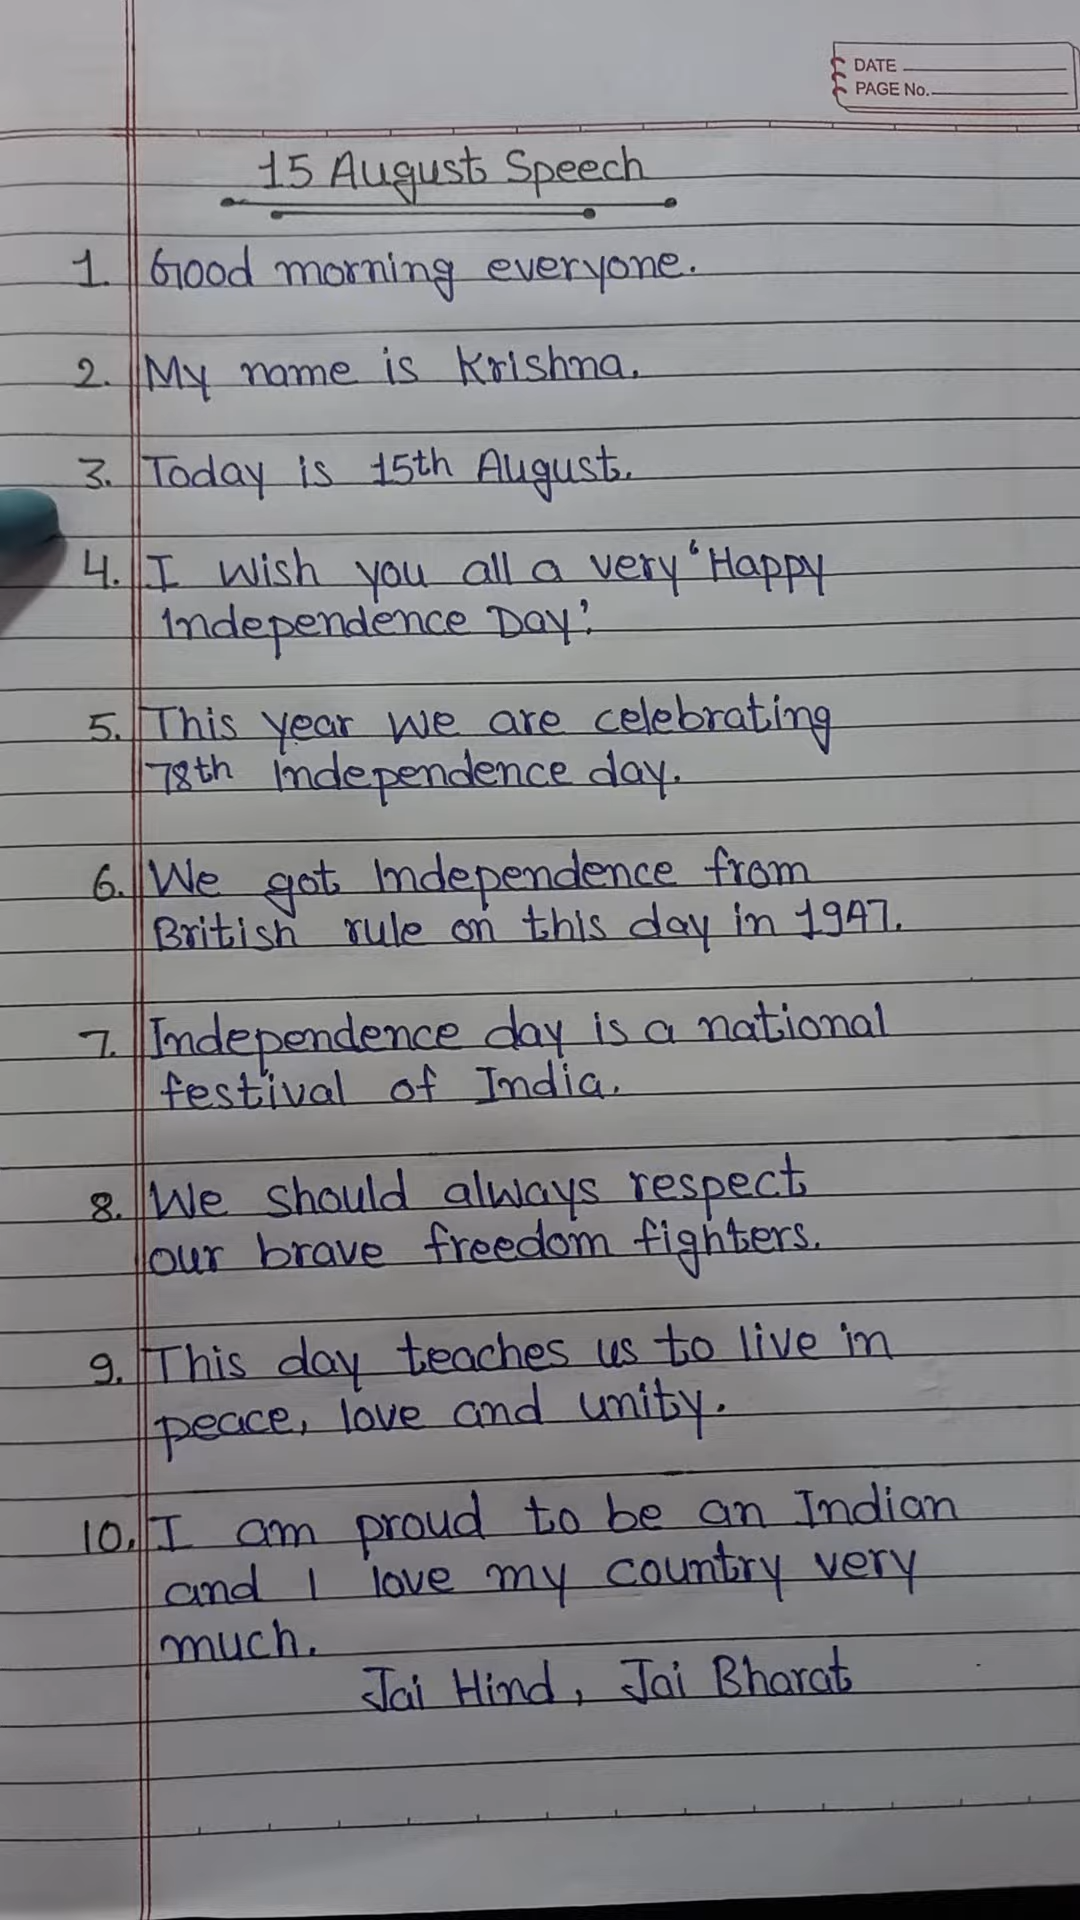 DATE
PAGE No.
15 August Speech
1. Good morning everyone.
2. My name is Krishna.
3. Today is 15th August.
4. I wish you all a very 'Happy
Independence Day'.
5. This year we are celebrating
78th Independence day.
6. We got Independence from
British rule on this day in 1947.
7. Independence day is a national
festival of India.
8. We should always respect
our brave freedom fighters.
9. This day teaches us to live in
peace, love and unity.
10. I am proud to be an Indian
and I love my country very
much.
Jai Hind, Jai Bharat